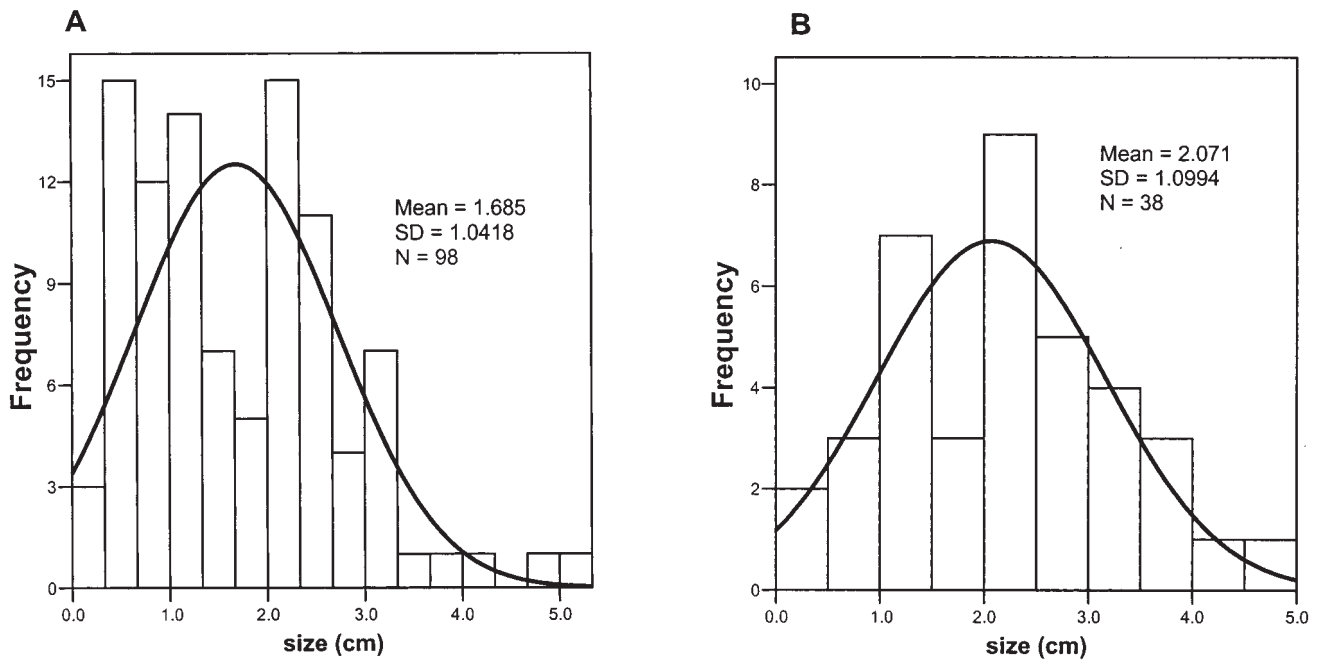 A
15
12
9
6
3
0
Frequency
Mean = 1.685
SD = 1.0418
N = 98
0.0 1.0 2.0 3.0 4.0 5.0
size (cm)
B
10
8
6
4
2
0
Frequency
Mean = 2.071
SD = 1.0994
N = 38
0.0 1.0 2.0 3.0 4.0 5.0
size (cm)